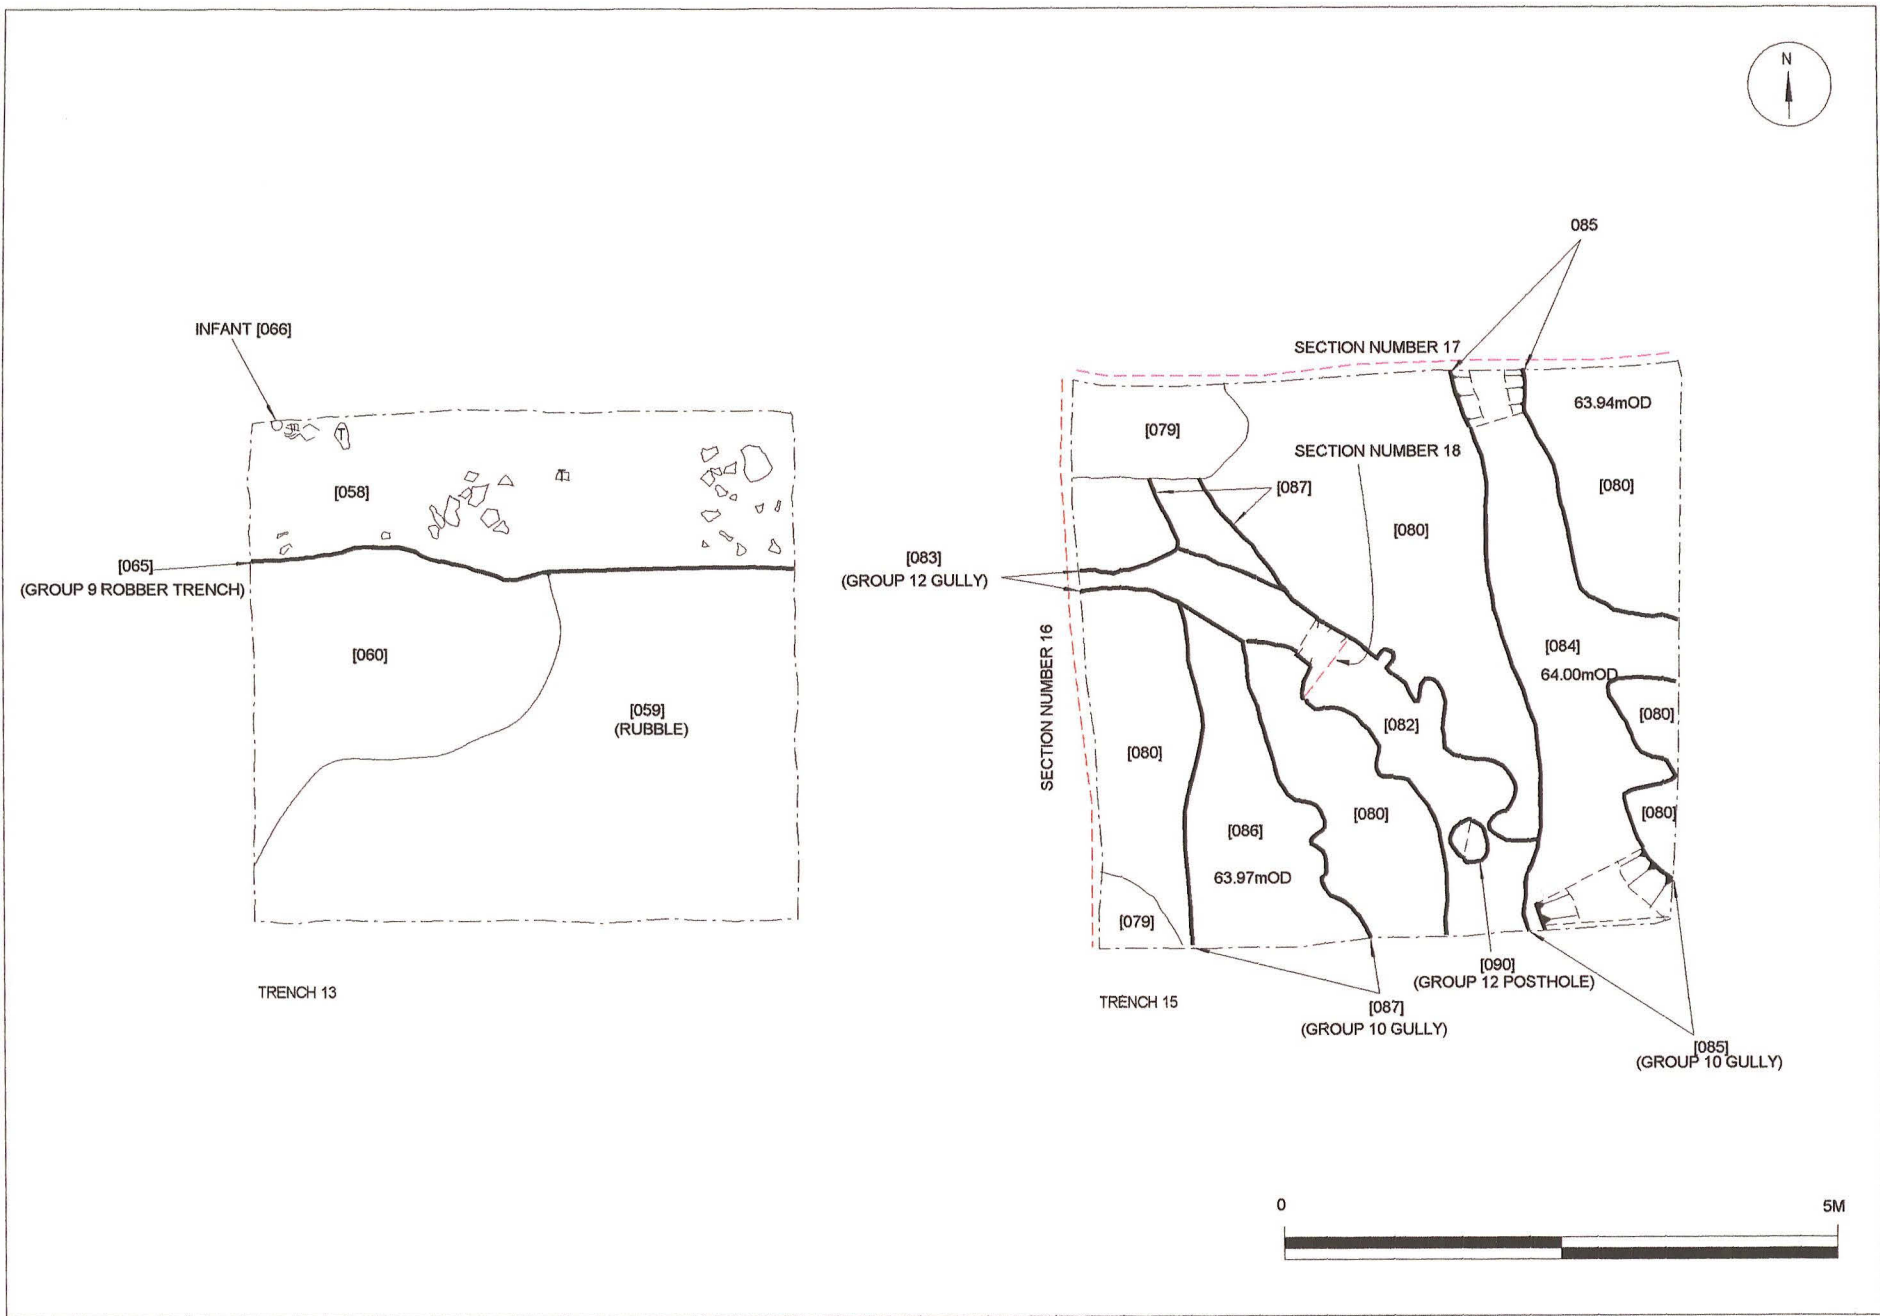 N
INFANT [066]
[058]
[065]
(GROUP 9 ROBBER TRENCH)
[060]
[059]
(RUBBLE)
T
T
TRENCH 13
085
SECTION NUMBER 17
63.94mOD
[079]
SECTION NUMBER 18
[087]
[080]
[080]
[083]
(GROUP 12 GULLY)
SECTION NUMBER 16
[084]
64.00mOD
[080]
[082]
[080]
[080]
[080]
[086]
63.97mOD
[079]
[090]
(GROUP 12 POSTHOLE)
TRENCH 15
[087]
(GROUP 10 GULLY)
[085]
(GROUP 10 GULLY)
0
5M